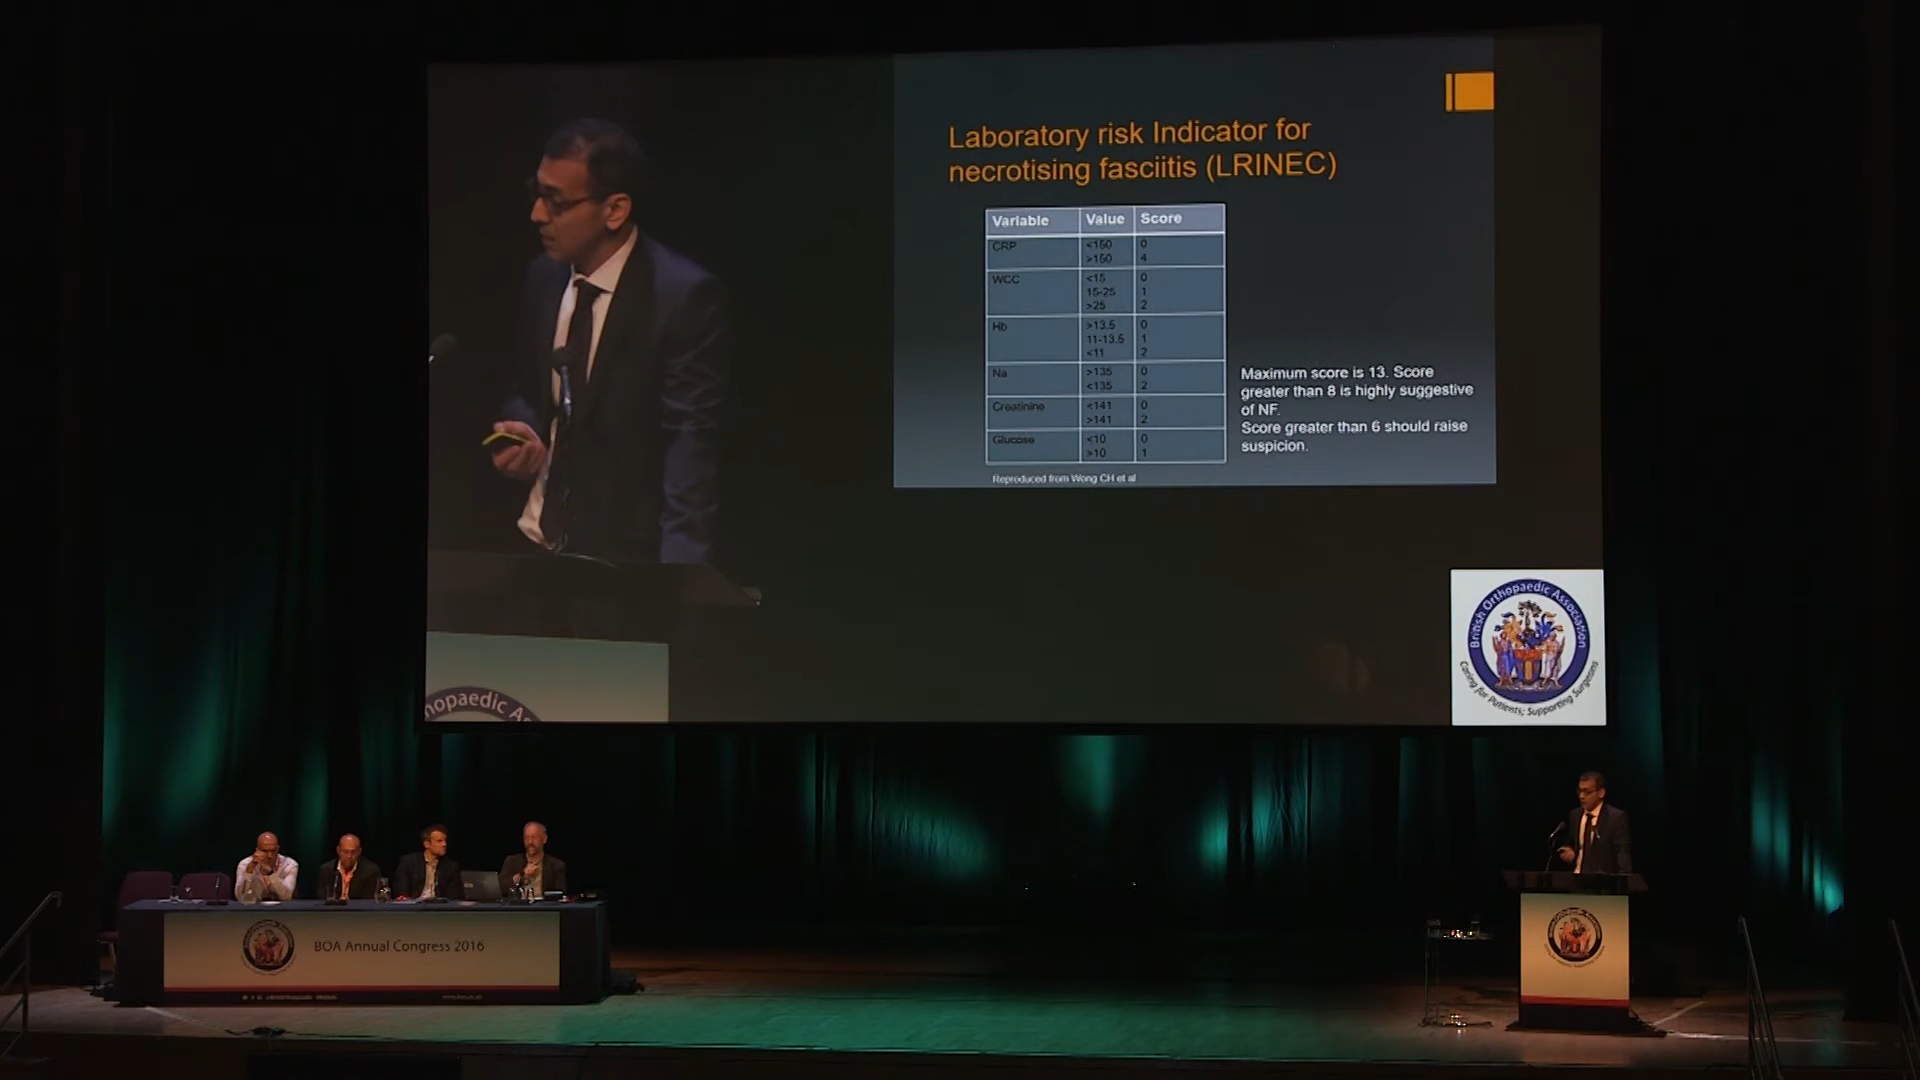 Laboratory risk Indicator for
necrotising fasciitis (LRINEC)
Variable Value Score
CRP <150 0
>150 4
WCC <15 0
15-25 1
>25 2
Hb >13.5 0
11-13.5 1
<11 2
Na >135 0
<135 2
Creatinine <141 0
>141 2
Glucose <10 0
>10 1
Maximum score is 13. Score
greater than 8 is highly suggestive
of NF.
Score greater than 6 should raise
suspicion.
Reproduced from Wong CH et al
British Orthopaedic Association
Caring for Patients; Supporting Surgeons
hopaedic As
BOA Annual Congress 2016